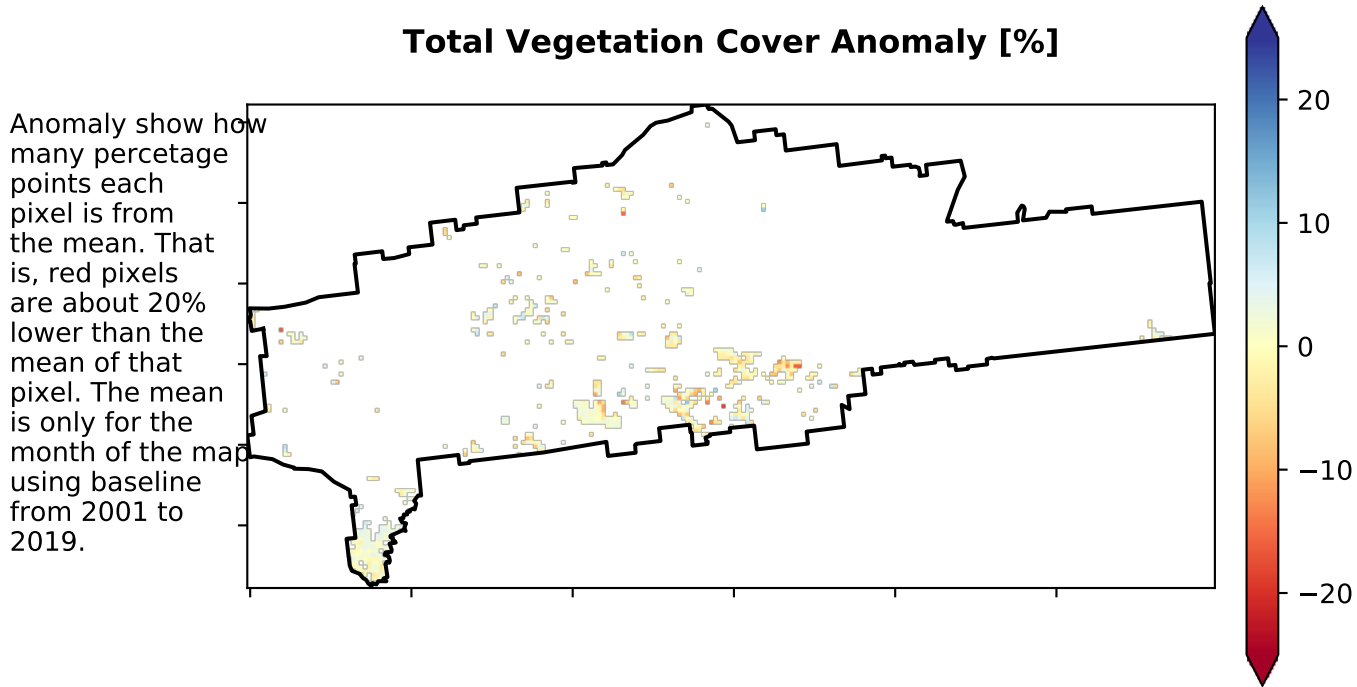 Total Vegetation Cover Anomaly [%]
Anomaly show how
many percetage
points each
pixel is from
the mean. That
is, red pixels
are about 20%
lower than the
mean of that
pixel. The mean
is only for the
month of the map
using baseline
from 2001 to
2019.
20
10
0
−10
−20